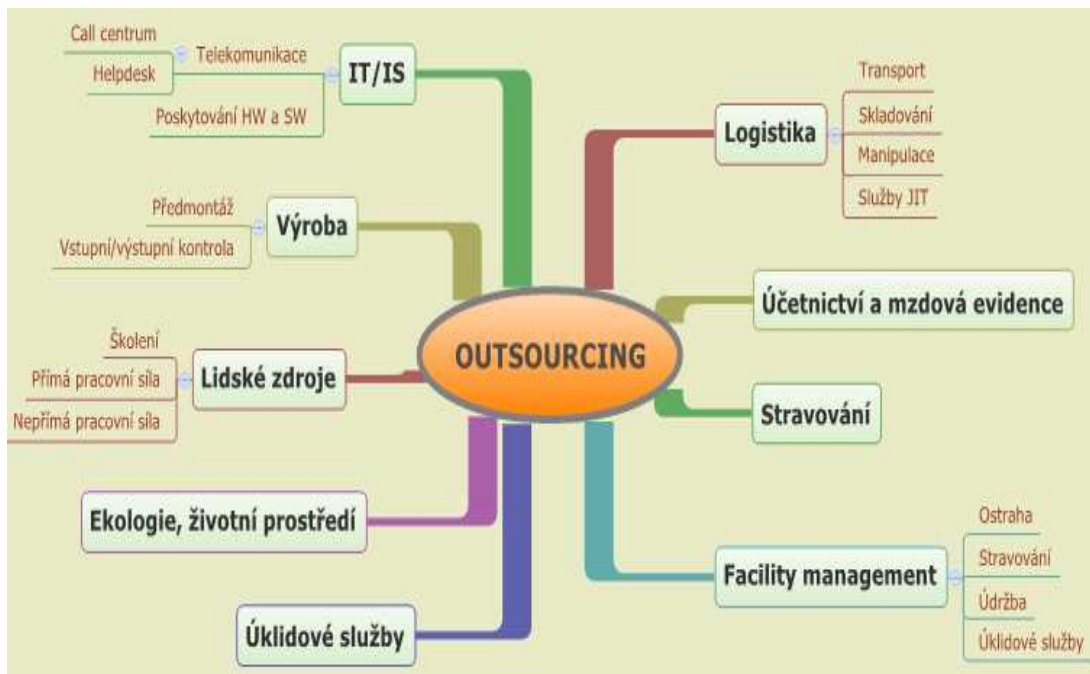 Call centrum
Helpdesk
Telekomunikace
Poskytování HW a SW
IT/IS
Předmontáž
Vstupní/výstupní kontrola
Výroba
Školení
Přímá pracovní síla
Nepřímá pracovní síla
Lidské zdroje
Ekologie, životní prostředí
Úklidové služby
OUTSOURCING
Logistika
Transport
Skladování
Manipulace
Služby JIT
Účetnictví a mzdová evidence
Stravování
Facility management
Ostraha
Stravování
Údržba
Úklidové služby